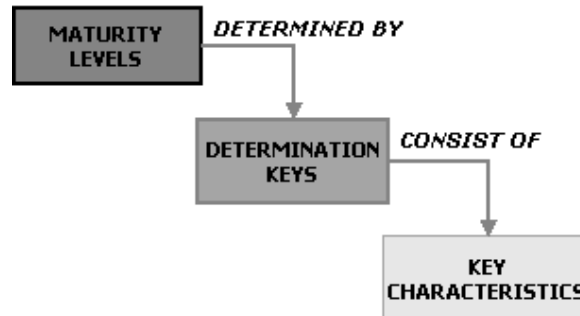 MATURITY
LEVELS
DETERMINED BY
DETERMINATION
KEYS
CONSIST OF
KEY
CHARACTERISTICS